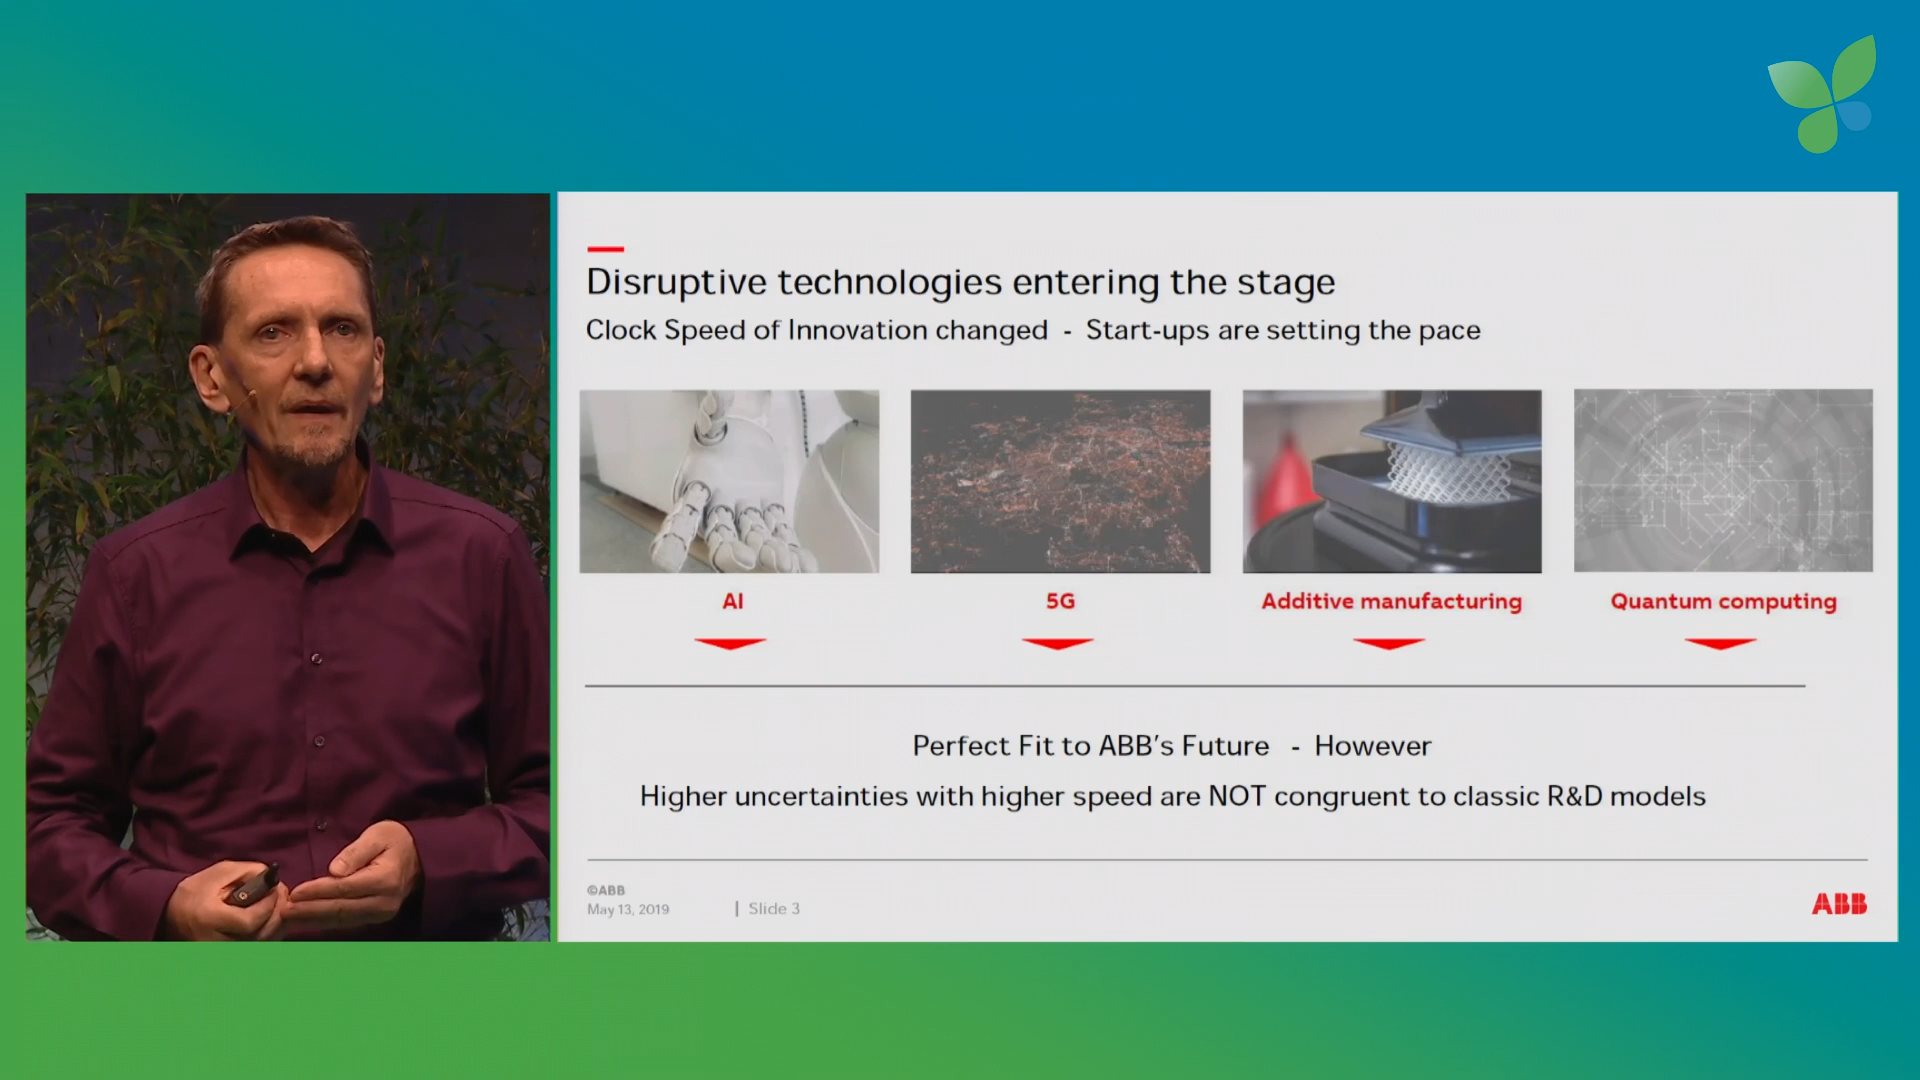 Disruptive technologies entering the stage
Clock Speed of Innovation changed - Start-ups are setting the pace
AI
5G
Additive manufacturing
Quantum computing
Perfect Fit to ABB's Future - However
Higher uncertainties with higher speed are NOT congruent to classic R&D models
©ABB
May 13, 2019 | Slide 3
ABB